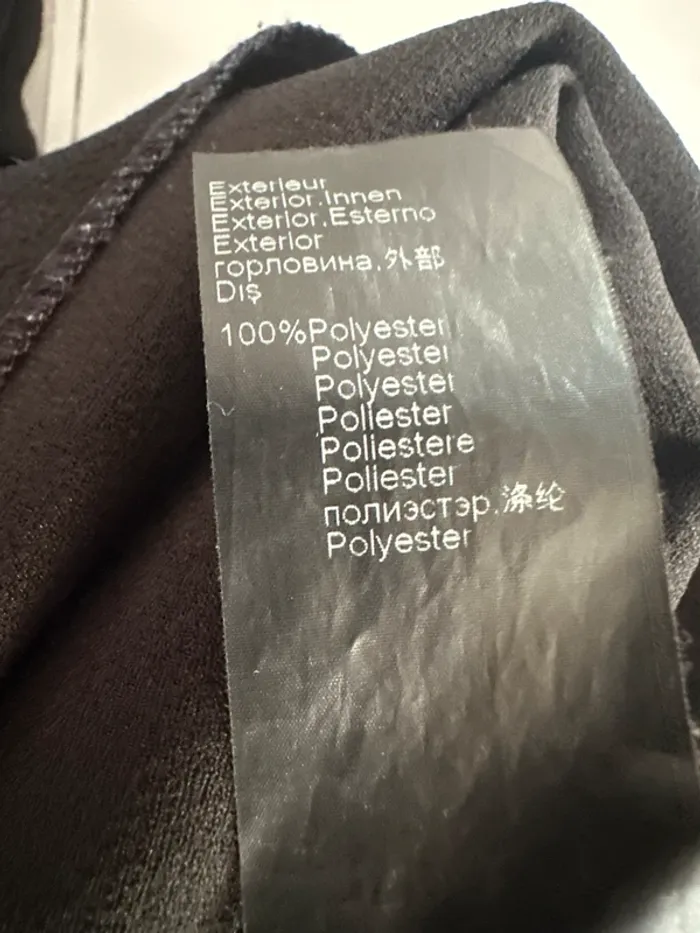 Exterieur
Exterior.Innen
Exterior.Esterno
Exterior
горловина.外部
Dış
100%Polyester
Polyester
Polyester
Poliester
Poliestere
Poliester
полиэстэр.涤纶
Polyester